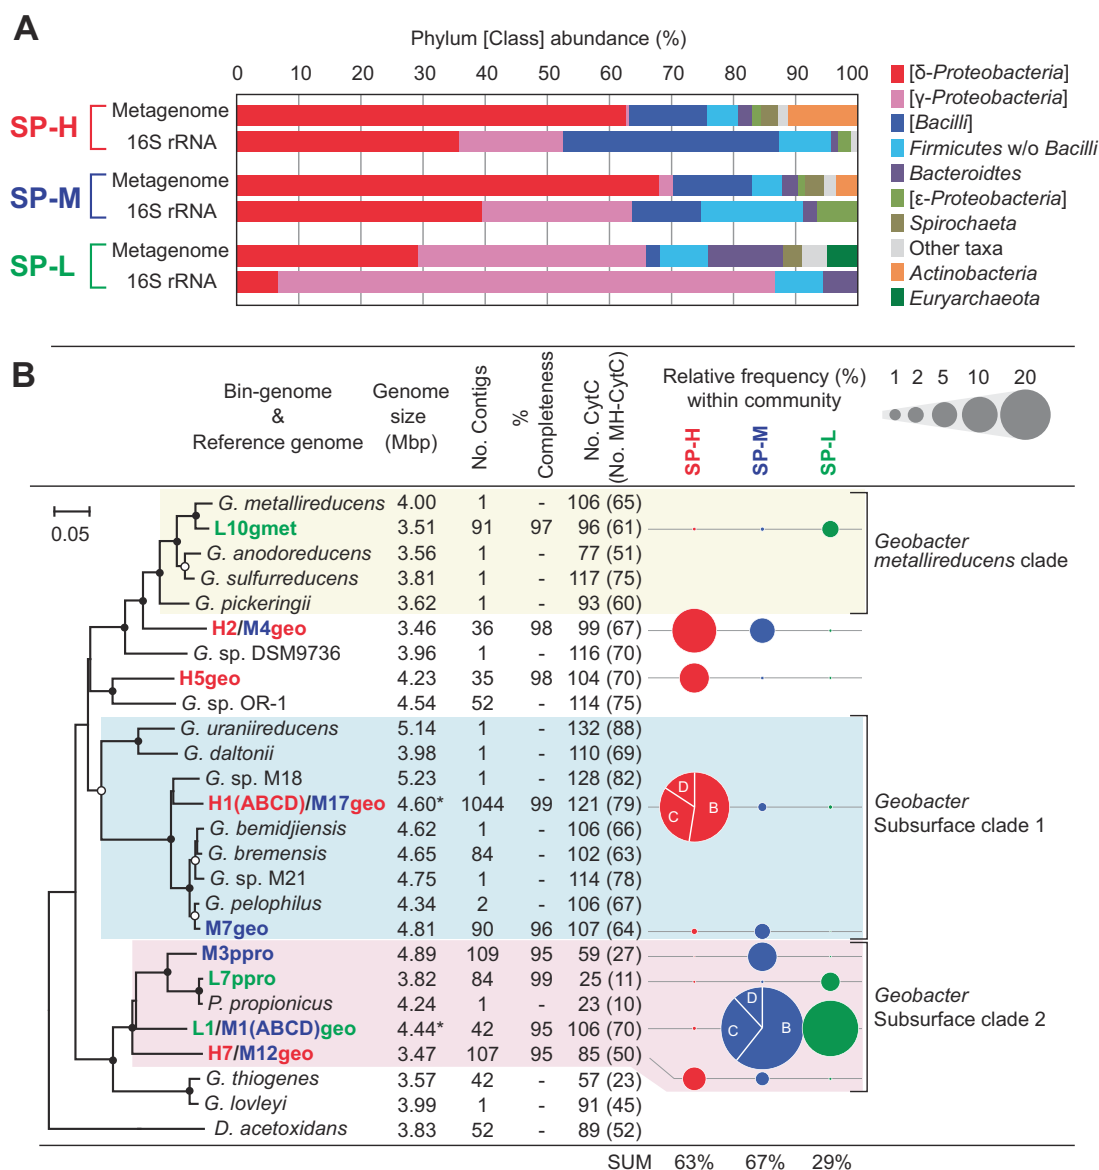 A
Phylum [Class] abundance (%)
0 10 20 30 40 50 60 70 80 90 100
SP-H
Metagenome
16S rRNA
SP-M
Metagenome
16S rRNA
SP-L
Metagenome
16S rRNA
[δ-Proteobacteria]
[γ-Proteobacteria]
[Bacilli]
Firmicutes w/o Bacilli
Bacteroidtes
[ε-Proteobacteria]
Spirochaeta
Other taxa
Actinobacteria
Euryarchaeota
B
Bin-genome
&
Reference genome
Genome
size
(Mbp)
No. Contigs
%
Completeness
No. CytC
(No. MH-CytC)
Relative frequency (%)
within community
SP-H
SP-M
SP-L
1 2 5 10 20
0.05
G. metallireducens 4.00 1 - 106 (65)
L10gmet 3.51 91 97 96 (61)
G. anodoreducens 3.56 1 - 77 (51)
G. sulfurreducens 3.81 1 - 117 (75)
G. pickeringii 3.62 1 - 93 (60)
Geobacter
metallireducens clade
H2/M4geo 3.46 36 98 99 (67)
G. sp. DSM9736 3.96 1 - 116 (70)
H5geo 4.23 35 98 104 (70)
G. sp. OR-1 4.54 52 - 114 (75)
G. uraniireducens 5.14 1 - 132 (88)
G. daltonii 3.98 1 - 110 (69)
G. sp. M18 5.23 1 - 128 (82)
H1(ABCD)/M17geo 4.60* 1044 99 121 (79)
D B C
G. bemidjiensis 4.62 1 - 106 (66)
G. bremensis 4.65 84 - 102 (63)
G. sp. M21 4.75 1 - 114 (78)
G. pelophilus 4.34 2 - 106 (67)
M7geo 4.81 90 96 107 (64)
Geobacter
Subsurface clade 1
M3ppro 4.89 109 95 59 (27)
L7ppro 3.82 84 99 25 (11)
P. propionicus 4.24 1 - 23 (10)
L1/M1(ABCD)geo 4.44* 42 95 106 (70)
D B C
H7/M12geo 3.47 107 95 85 (50)
G. thiogenes 3.57 42 - 57 (23)
G. lovleyi 3.99 1 - 91 (45)
Geobacter
Subsurface clade 2
D. acetoxidans 3.83 52 - 89 (52)
SUM 63% 67% 29%